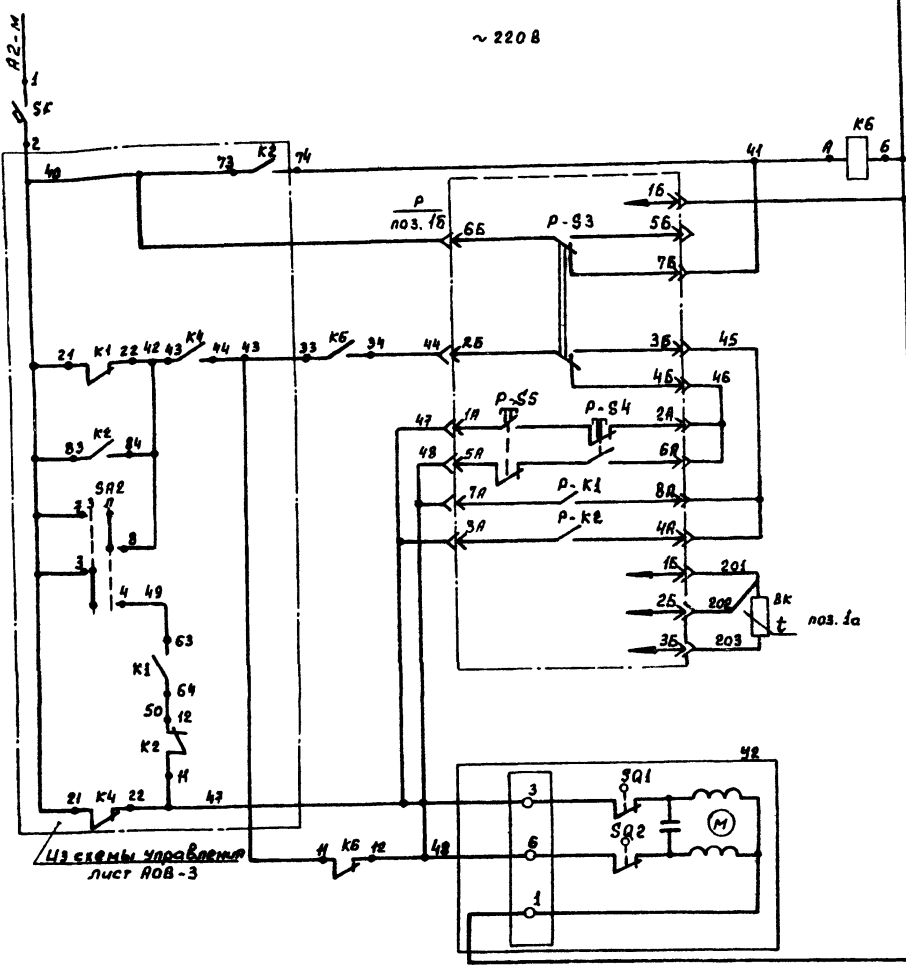 ~ 220 В
А2-М
1
SF
2
40
73 К2 74
41
А К6 Б
Р
поз. 1б
1Б
6Б Р-S3 5Б
7Б
21 К1 22 42 43 К4 44 43 33 К6 34 44 2Б 3Б 45
4Б 46
83 К2 84
Р-S5 Р-S4
47 1А 2А
48 5А 6А
SA2
7А Р-К1 8А
3А Р-К2 4А
8
3
4 49
1Б 201
2Б 202 ВК
t поз. 1а
3Б 203
63
К1
64
50 12
К2
11
У2
21 К4 22 47
3 SQ1
SQ2 М
Из схемы управления
лист АОВ-3
11 К6 12 48 6
1